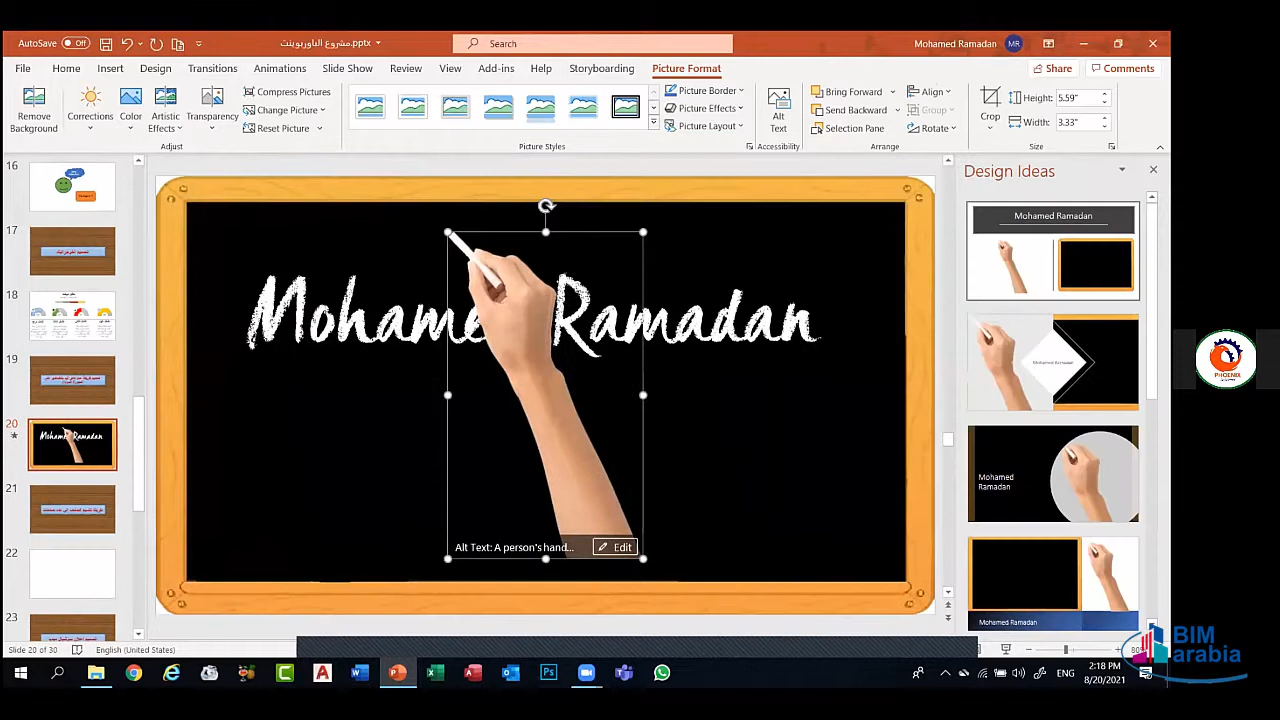 AutoSave Off
مشروع الباوربوينت.pptx
Search
Mohamed Ramadan MR
File Home Insert Design Transitions Animations Slide Show Review View Add-ins Help Storyboarding Picture Format Share Comments
Remove Background
Corrections
Color
Artistic Effects
Transparency
Compress Pictures
Change Picture
Reset Picture
Adjust
Picture Styles
Picture Border
Picture Effects
Picture Layout
Alt Text
Accessibility
Bring Forward
Send Backward
Selection Pane
Align
Group
Rotate
Arrange
Crop
Height: 5.59"
Width: 3.33"
Size
16
17
18
19
20
21
22
23
Mohamed Ramadan
Alt Text: A person's hand... Edit
Design Ideas
Mohamed Ramadan
Mohamed Ramadan
Mohamed
Ramadan
Mohamed Ramadan
PHOENIX
Slide 20 of 30 English (United States)
ENG
2:18 PM
8/20/2021
BIM
arabia